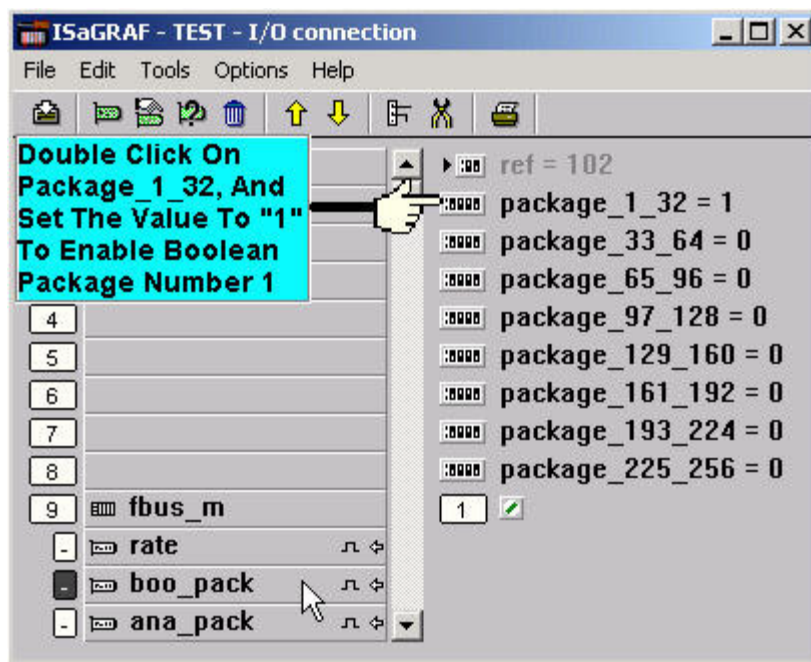 ISaGRAF - TEST - I/O connection
File Edit Tools Options Help
Double Click On
Package_1_32, And
Set The Value To "1"
To Enable Boolean
Package Number 1
4
5
6
7
8
9 fbus_m
- rate
- boo_pack
- ana_pack
ref = 102
package_1_32 = 1
package_33_64 = 0
package_65_96 = 0
package_97_128 = 0
package_129_160 = 0
package_161_192 = 0
package_193_224 = 0
package_225_256 = 0
1